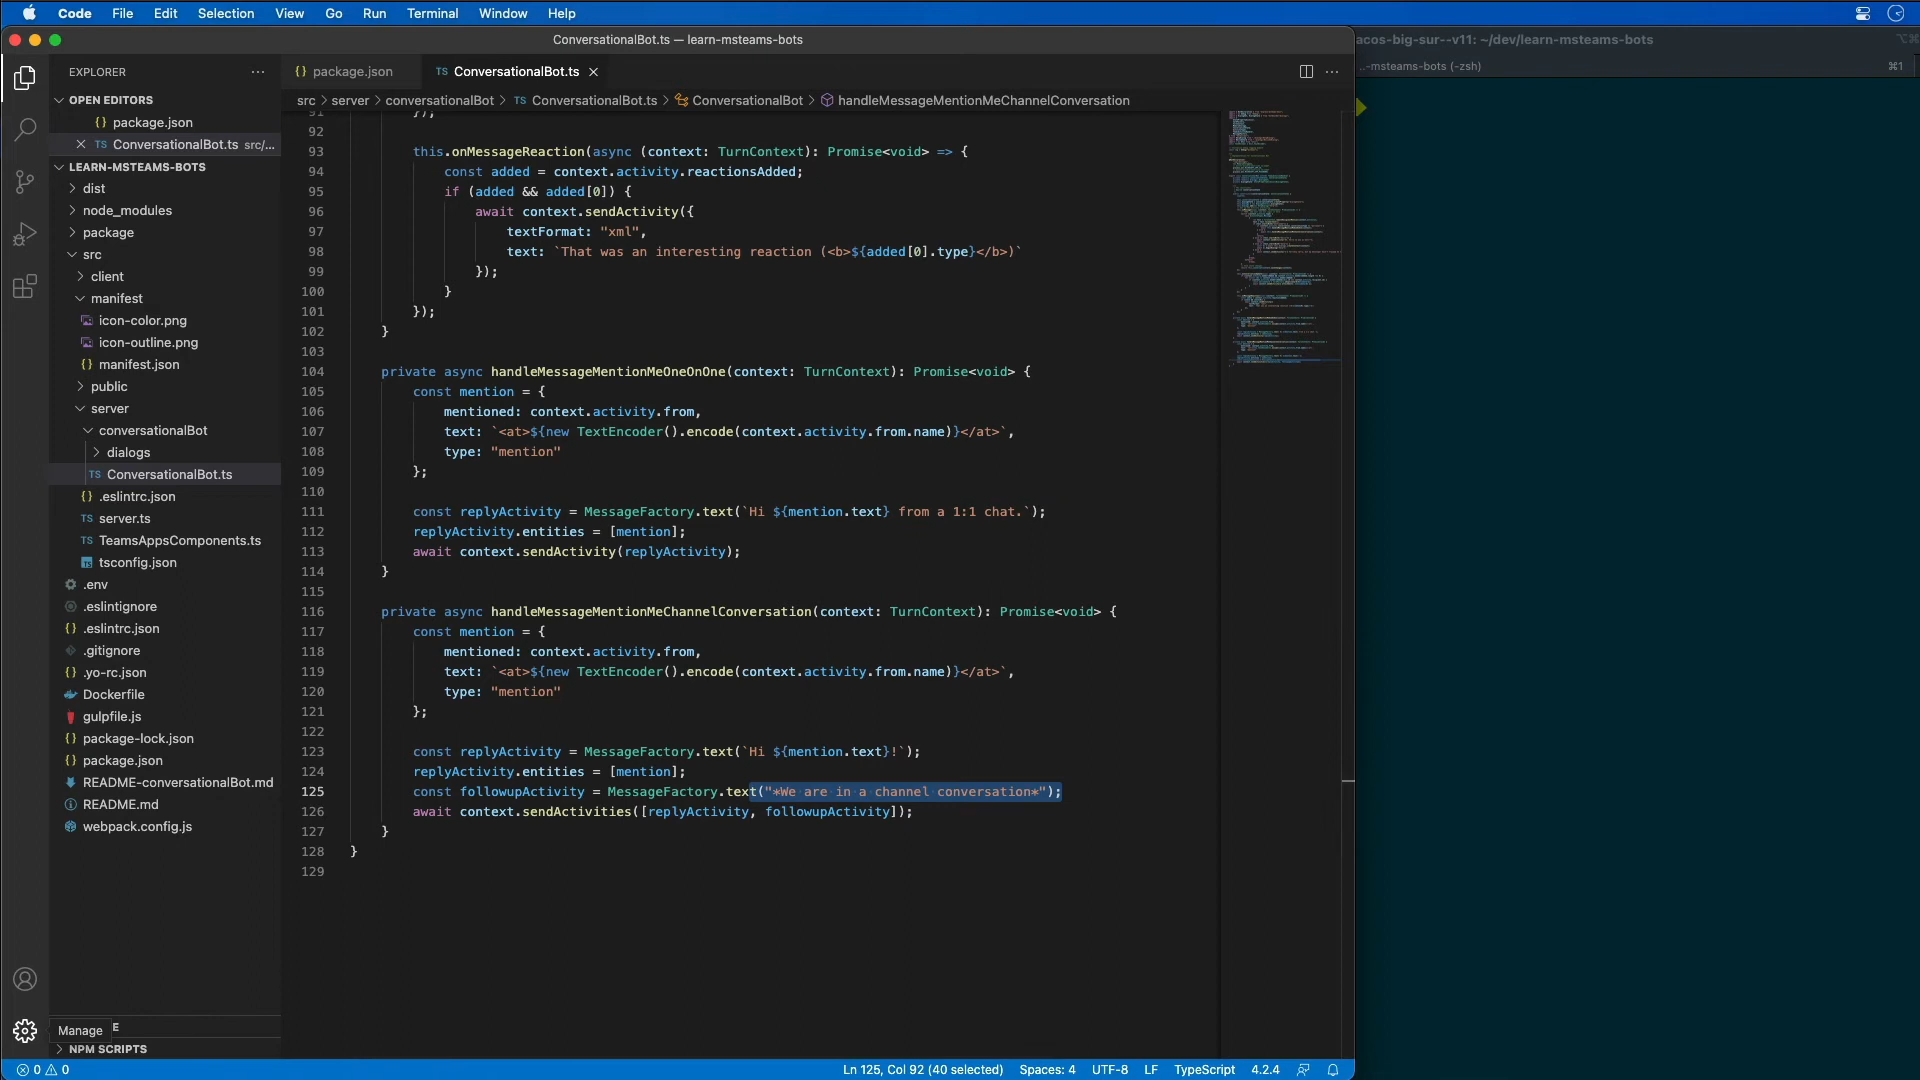 Code File Edit Selection View Go Run Terminal Window Help
ConversationalBot.ts — learn-msteams-bots
acos-big-sur--v11: ~/dev/learn-msteams-bots
..-msteams-bots (-zsh) ⌘1
EXPLORER
OPEN EDITORS
{} package.json
TS ConversationalBot.ts src/...
LEARN-MSTEAMS-BOTS
dist
node_modules
package
src
client
manifest
icon-color.png
icon-outline.png
{} manifest.json
public
server
conversationalBot
dialogs
TS ConversationalBot.ts
{} .eslintrc.json
TS server.ts
TS TeamsAppsComponents.ts
tsconfig.json
.env
.eslintignore
{} .eslintrc.json
.gitignore
{} .yo-rc.json
Dockerfile
gulpfile.js
{} package-lock.json
{} package.json
README-conversationalBot.md
README.md
webpack.config.js
Manage E
NPM SCRIPTS
{} package.json TS ConversationalBot.ts
src > server > conversationalBot > TS ConversationalBot.ts > ConversationalBot > handleMessageMentionMeChannelConversation
91 });
92
93 this.onMessageReaction(async (context: TurnContext): Promise<void> => {
94 const added = context.activity.reactionsAdded;
95 if (added && added[0]) {
96 await context.sendActivity({
97 textFormat: "xml",
98 text: `That was an interesting reaction (<b>${added[0].type}</b>)`
99 });
100 }
101 });
102 }
103
104 private async handleMessageMentionMeOneOnOne(context: TurnContext): Promise<void> {
105 const mention = {
106 mentioned: context.activity.from,
107 text: `<at>${new TextEncoder().encode(context.activity.from.name)}</at>`,
108 type: "mention"
109 };
110
111 const replyActivity = MessageFactory.text(`Hi ${mention.text} from a 1:1 chat.`);
112 replyActivity.entities = [mention];
113 await context.sendActivity(replyActivity);
114 }
115
116 private async handleMessageMentionMeChannelConversation(context: TurnContext): Promise<void> {
117 const mention = {
118 mentioned: context.activity.from,
119 text: `<at>${new TextEncoder().encode(context.activity.from.name)}</at>`,
120 type: "mention"
121 };
122
123 const replyActivity = MessageFactory.text(`Hi ${mention.text}!`);
124 replyActivity.entities = [mention];
125 const followupActivity = MessageFactory.text("*We are in a channel conversation*");
126 await context.sendActivities([replyActivity, followupActivity]);
127 }
128 }
129
0 0 Ln 125, Col 92 (40 selected) Spaces: 4 UTF-8 LF TypeScript 4.2.4